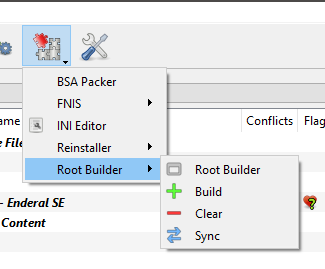 BSA Packer
FNIS
INI Editor
Reinstaller
Root Builder
Root Builder
Build
Clear
Sync
ame
Conflicts
Flag
e File
- Enderal SE
Content